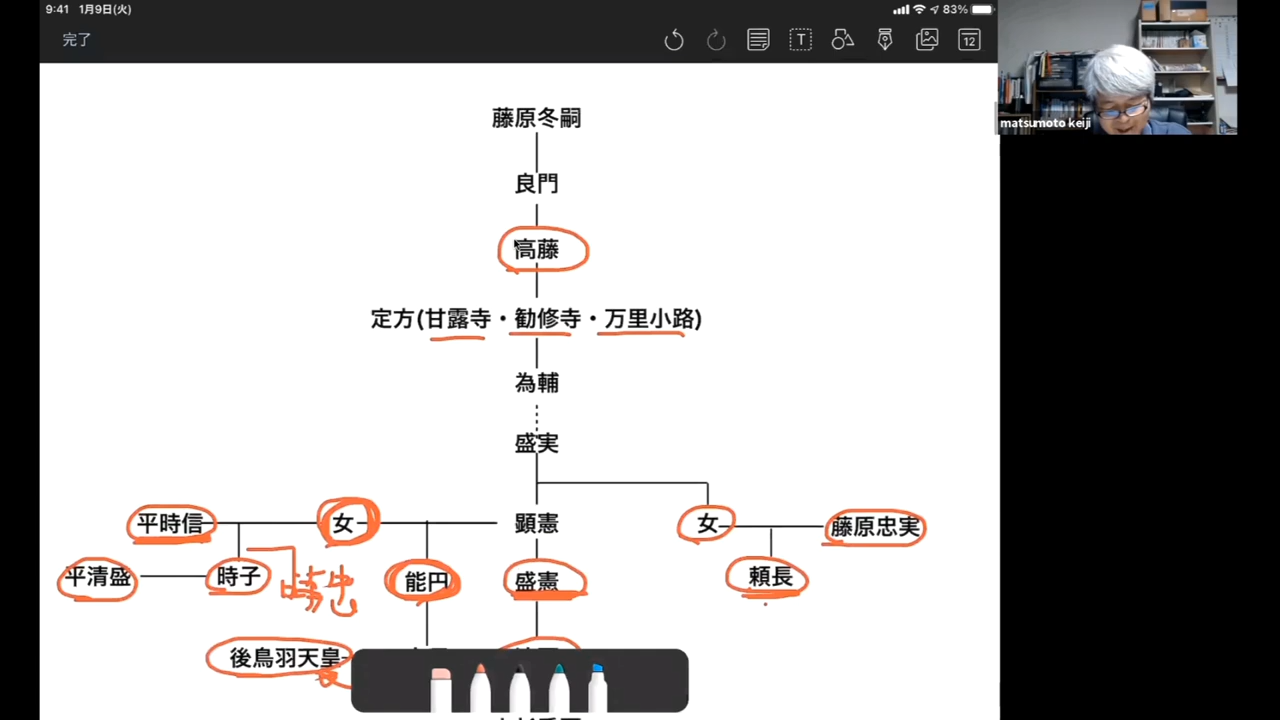 9:41 1月9日(火) 83%
完了 T 12
matsumoto keiji
藤原冬嗣
良門
高藤
定方(甘露寺・勧修寺・万里小路)
為輔
盛実
平時信 女 顕憲 女 藤原忠実
平清盛 時子 時忠 能円 盛憲 頼長
後鳥羽天皇